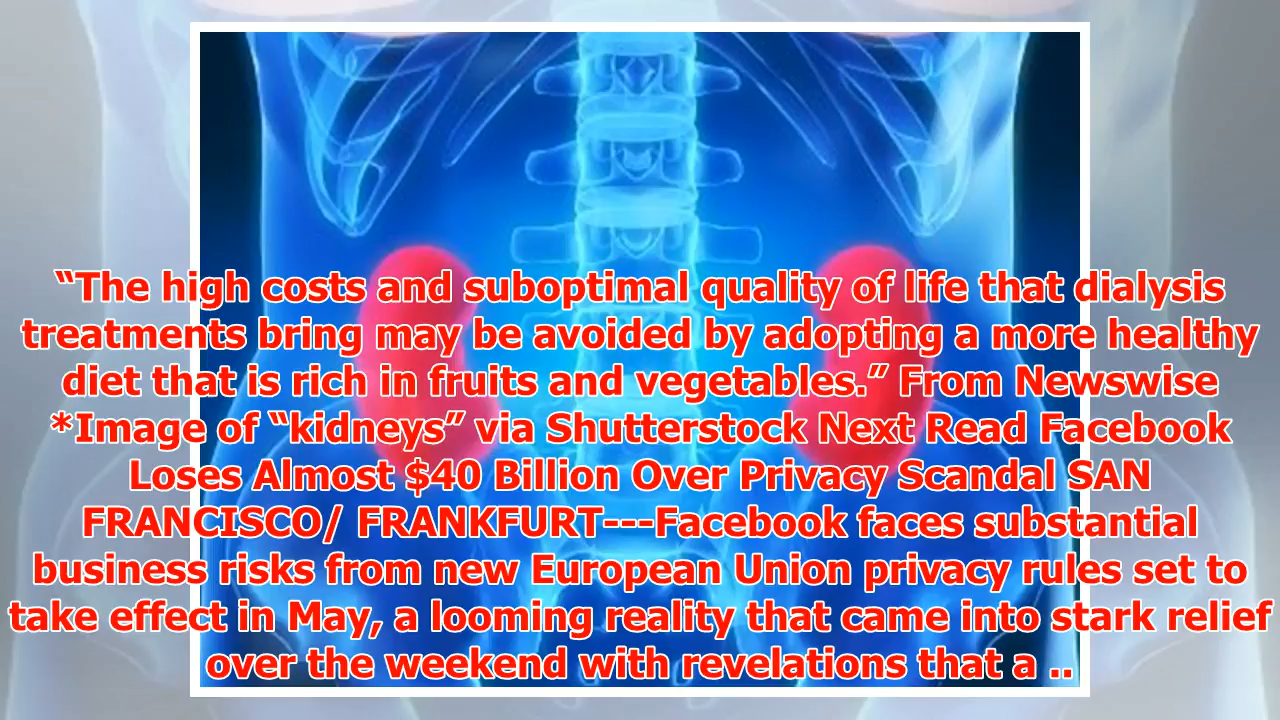 “The high costs and suboptimal quality of life that dialysis
treatments bring may be avoided by adopting a more healthy
diet that is rich in fruits and vegetables.” From Newswise
*Image of “kidneys” via Shutterstock Next Read Facebook
Loses Almost $40 Billion Over Privacy Scandal SAN
FRANCISCO/ FRANKFURT---Facebook faces substantial
business risks from new European Union privacy rules set to
take effect in May, a looming reality that came into stark relief
over the weekend with revelations that a ..